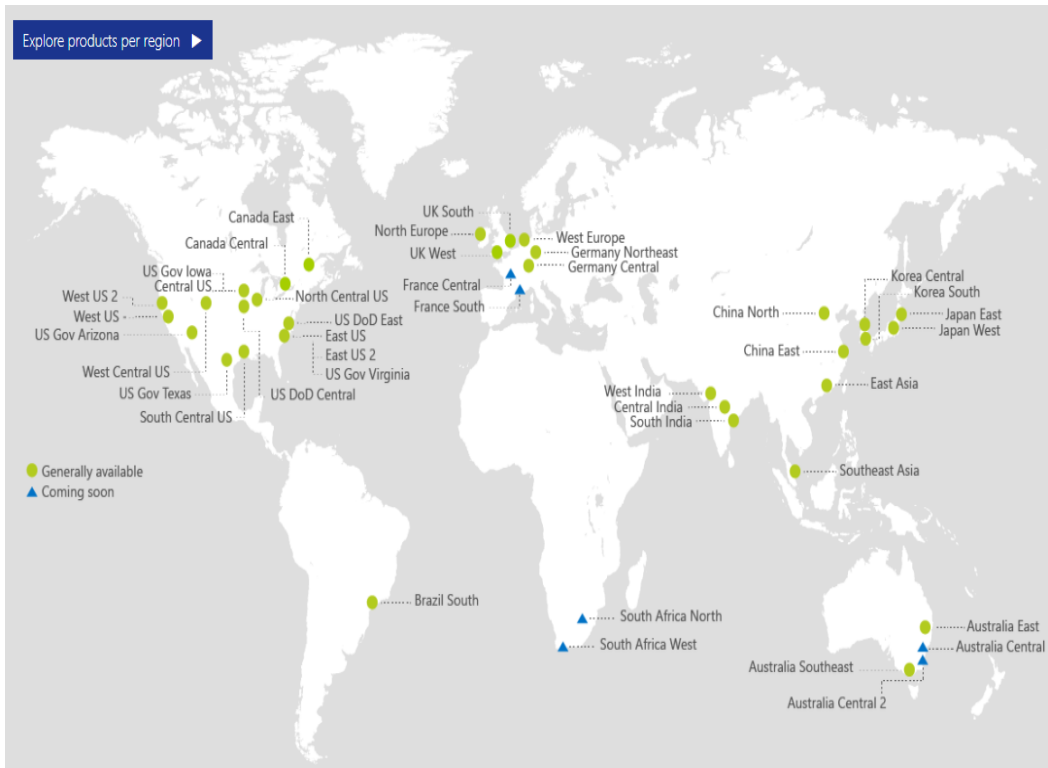 Explore products per region
Canada East
UK South
North Europe
West Europe
Canada Central
UK West
Germany Northeast
Germany Central
US Gov Iowa
Central US
France Central
Korea Central
Korea South
West US 2
North Central US
France South
West US
US DoD East
China North
Japan East
US Gov Arizona
East US
Japan West
East US 2
China East
West Central US
US Gov Virginia
US Gov Texas
US DoD Central
East Asia
West India
Central India
South Central US
South India
Generally available
Southeast Asia
Coming soon
Brazil South
South Africa North
Australia East
South Africa West
Australia Central
Australia Southeast
Australia Central 2